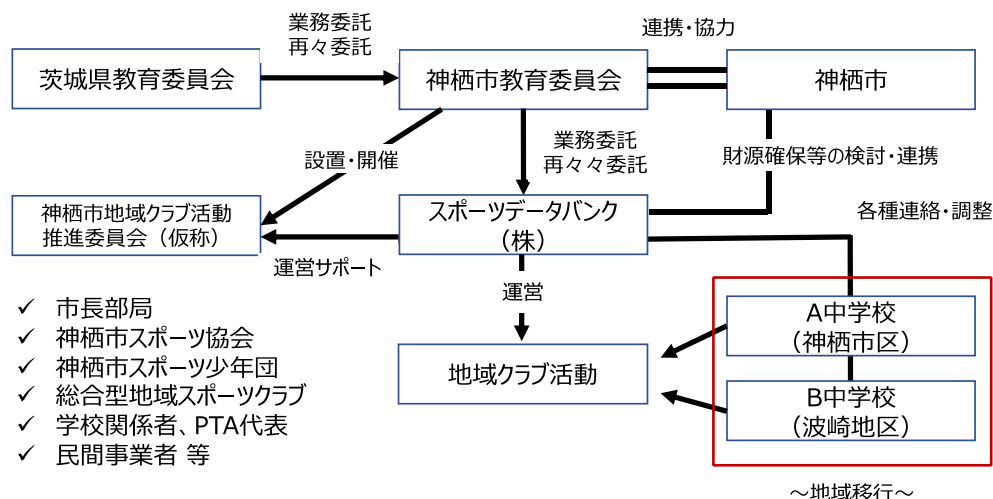 業務委託
再々委託
連携・協力
茨城県教育委員会
神栖市教育委員会
神栖市
設置・開催
業務委託
再々々委託
財源確保等の検討・連携
神栖市地域クラブ活動
推進委員会（仮称）
スポーツデータバンク
（株）
各種連絡・調整
運営サポート
運営
✓ 市長部局
✓ 神栖市スポーツ協会
✓ 神栖市スポーツ少年団
✓ 総合型地域スポーツクラブ
✓ 学校関係者、PTA代表
✓ 民間事業者 等
地域クラブ活動
A中学校
（神栖市区）
B中学校
（波崎地区）
～地域移行～